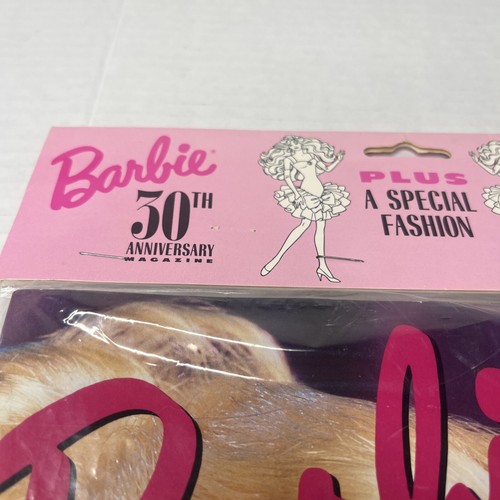 Barbie
30TH
ANNIVERSARY
MAGAZINE
PLUS
A SPECIAL
FASHION